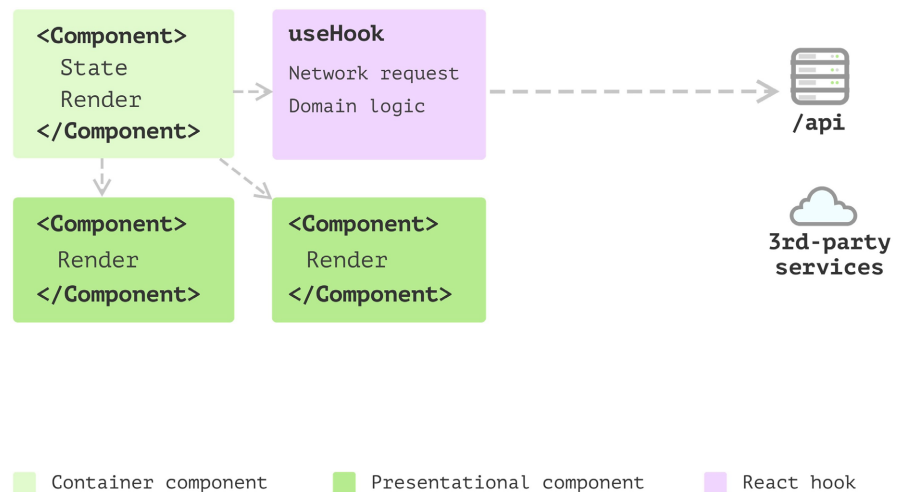 <Component>
State
Render
</Component>
useHook
Network request
Domain logic
/api
<Component>
Render
</Component>
<Component>
Render
</Component>
3rd-party
services
Container component
Presentational component
React hook